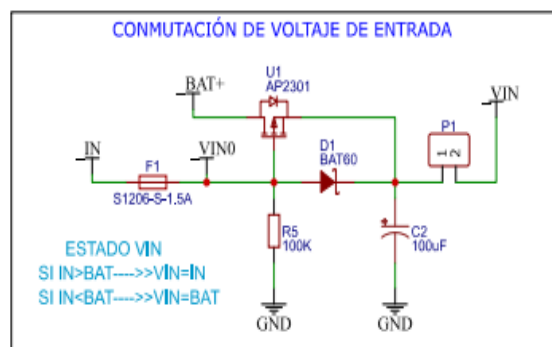 CONMUTACIÓN DE VOLTAJE DE ENTRADA
U1
AP2301
BAT+
VIN
P1
1 2
D1
BAT60
IN
VIN0
F1
S1206-S-1.5A
R5
100K
C2
100uF
ESTADO VIN
SI IN>BAT---->>VIN=IN
SI IN<BAT---->>VIN=BAT
GND
GND